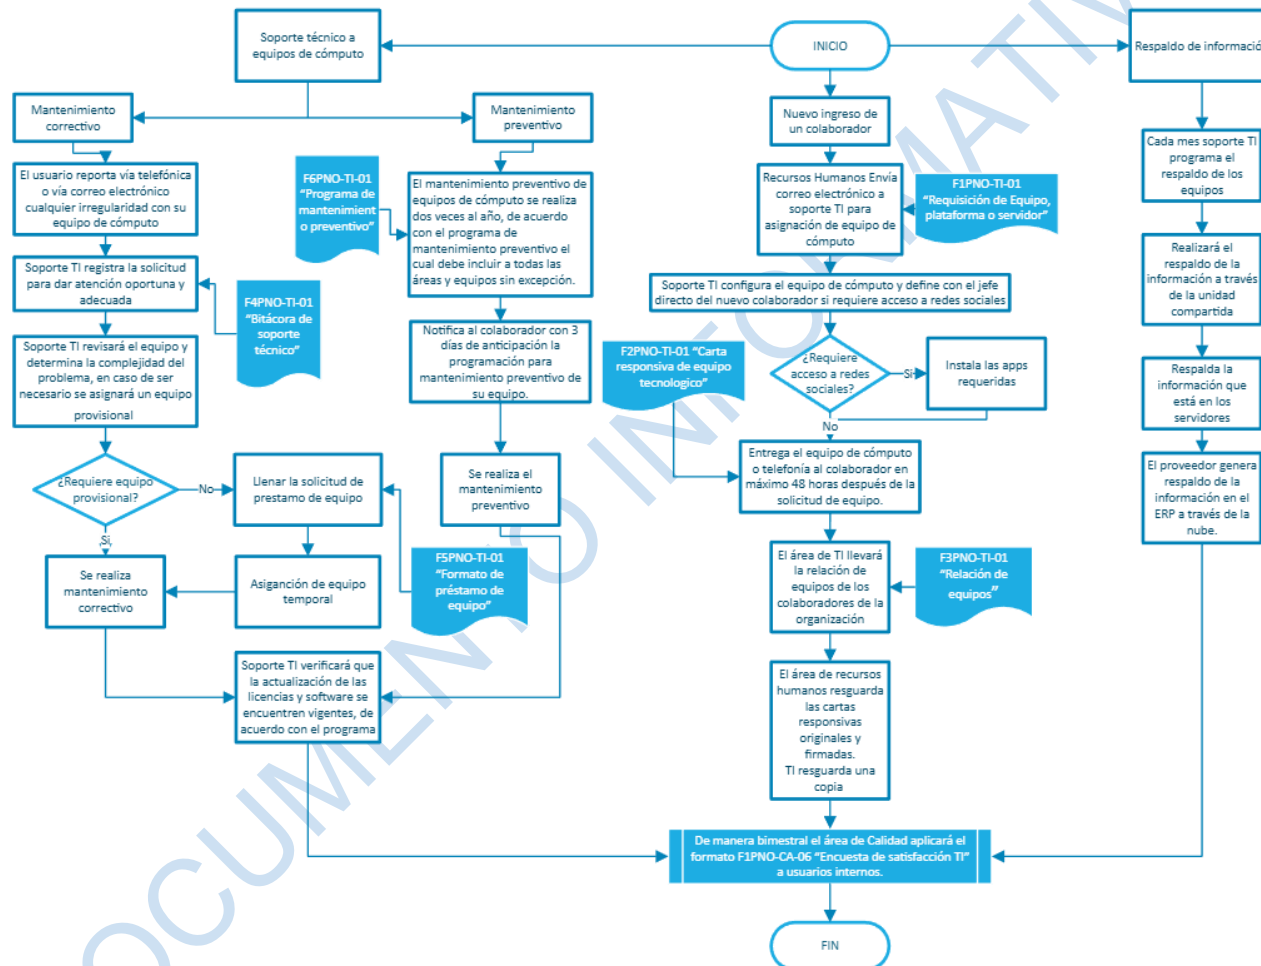 Soporte técnico a
equipos de cómputo
INICIO
Respaldo de información
Mantenimiento
correctivo
Mantenimiento
preventivo
Nuevo ingreso de
un colaborador
El usuario reporta vía telefónica
o vía correo electrónico
cualquier irregularidad con su
equipo de cómputo
F6PNO-TI-01
“Programa de
mantenimient
o preventivo”
El mantenimiento preventivo de
equipos de cómputo se realiza
dos veces al año, de acuerdo
con el programa de
mantenimiento preventivo el
cual debe incluir a todas las
áreas y equipos sin excepción.
Recursos Humanos Envía
correo electrónico a
soporte TI para
asignación de equipo de
cómputo
F1PNO-TI-01
“Requisición de Equipo,
plataforma o servidor”
Cada mes soporte TI
programa el
respaldo de los
equipos
Soporte TI registra la solicitud
para dar atención oportuna y
adecuada
F4PNO-TI-01
“Bitácora de
soporte
técnico”
Soporte TI configura el equipo de cómputo y define con el jefe
directo del nuevo colaborador si requiere acceso a redes sociales
Realizará el
respaldo de la
información a través
de la unidad
compartida
Soporte TI revisará el equipo y
determina la complejidad del
problema, en caso de ser
necesario se asignará un equipo
provisional
Notifica al colaborador con 3
días de anticipación la
programación para
mantenimiento preventivo de
su equipo.
F2PNO-TI-01 “Carta
responsiva de equipo
tecnologico”
¿Requiere
acceso a redes
sociales?
Si
Instala las apps
requeridas
No
Respalda la
información que
está en los
servidores
¿Requiere equipo
provisional?
No
Si
Llenar la solicitud de
prestamo de equipo
Se realiza el
mantenimiento
preventivo
Entrega el equipo de cómputo
o telefonía al colaborador en
máximo 48 horas después de la
solicitud de equipo.
El proveedor genera
respaldo de la
información en el
ERP a través de la
nube.
Se realiza
mantenimiento
correctivo
Asigancíón de equipo
temporal
F5PNO-TI-01
“Formato de
préstamo de
equipo”
El área de TI llevará
la relación de
equipos de los
colaboradores de la
organización
F3PNO-TI-01
“Relación de
equipos”
Soporte TI verificará que
la actualización de las
licencias y software se
encuentren vigentes, de
acuerdo con el programa
El área de recursos
humanos resguarda
las cartas
responsivas
originales y
firmadas.
TI resguarda una
copia
De manera bimestral el área de Calidad aplicará el
formato F1PNO-CA-06 “Encuesta de satisfacción TI”
a usuarios internos.
FIN
OCUMENTO INFORMATIV